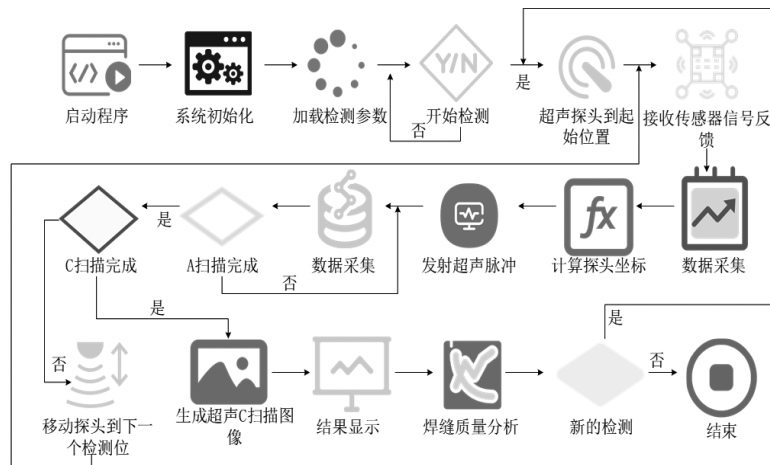 Y/N
是
启动程序
系统初始化
加载检测参数
开始检测
否
超声探头到起
始位置
接收传感器信号反
馈
fx
是
C扫描完成
A扫描完成
否
数据采集
发射超声脉冲
计算探头坐标
数据采集
是
否
是
否
移动探头到下一
个检测位
生成超声C扫描图
像
结果显示
焊缝质量分析
新的检测
结束